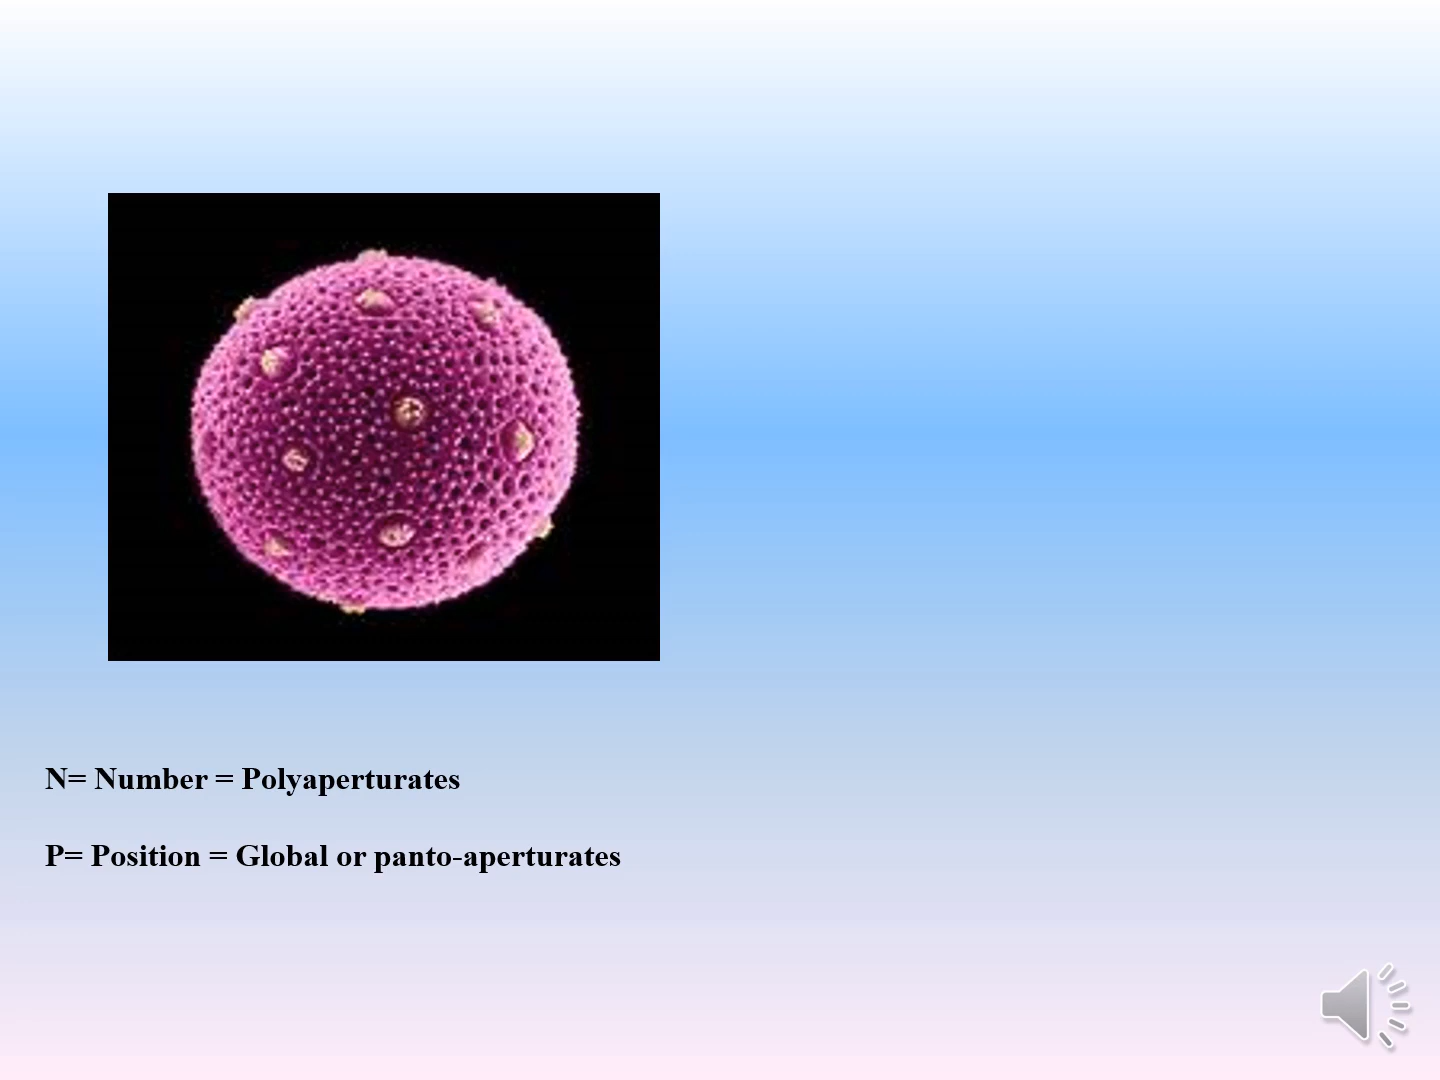 N= Number = Polyaperturates
P= Position = Global or panto-aperturates